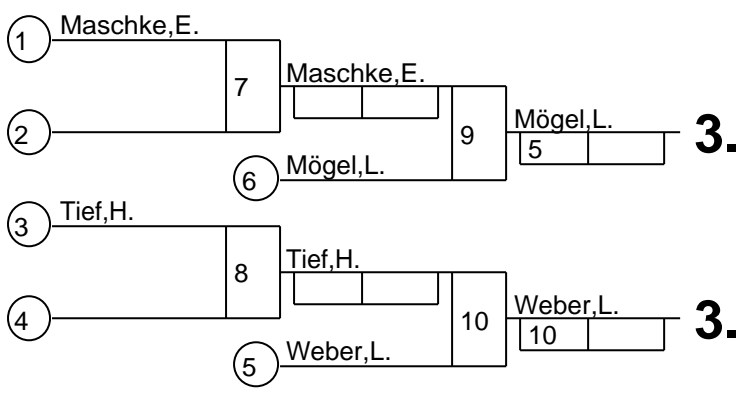 1 Maschke,E.
7 Maschke,E.
2
9 Mögel,L. 3.
5
6 Mögel,L.
3 Tief,H.
8 Tief,H.
4
10 Weber,L. 3.
10
5 Weber,L.